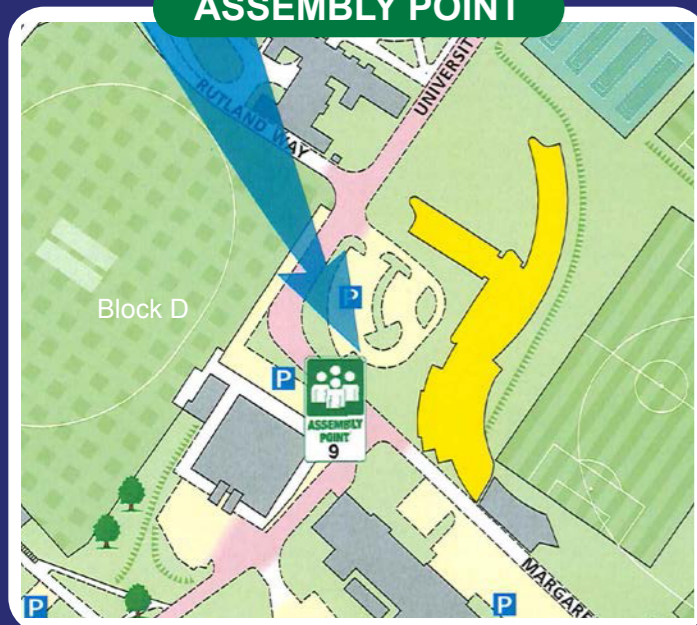 ASSEMBLY POINT
RUTLAND WAY
UNIVERSIT
P
Block D
P
ASSEMBLY
POINT
9
MARGARE
P
P